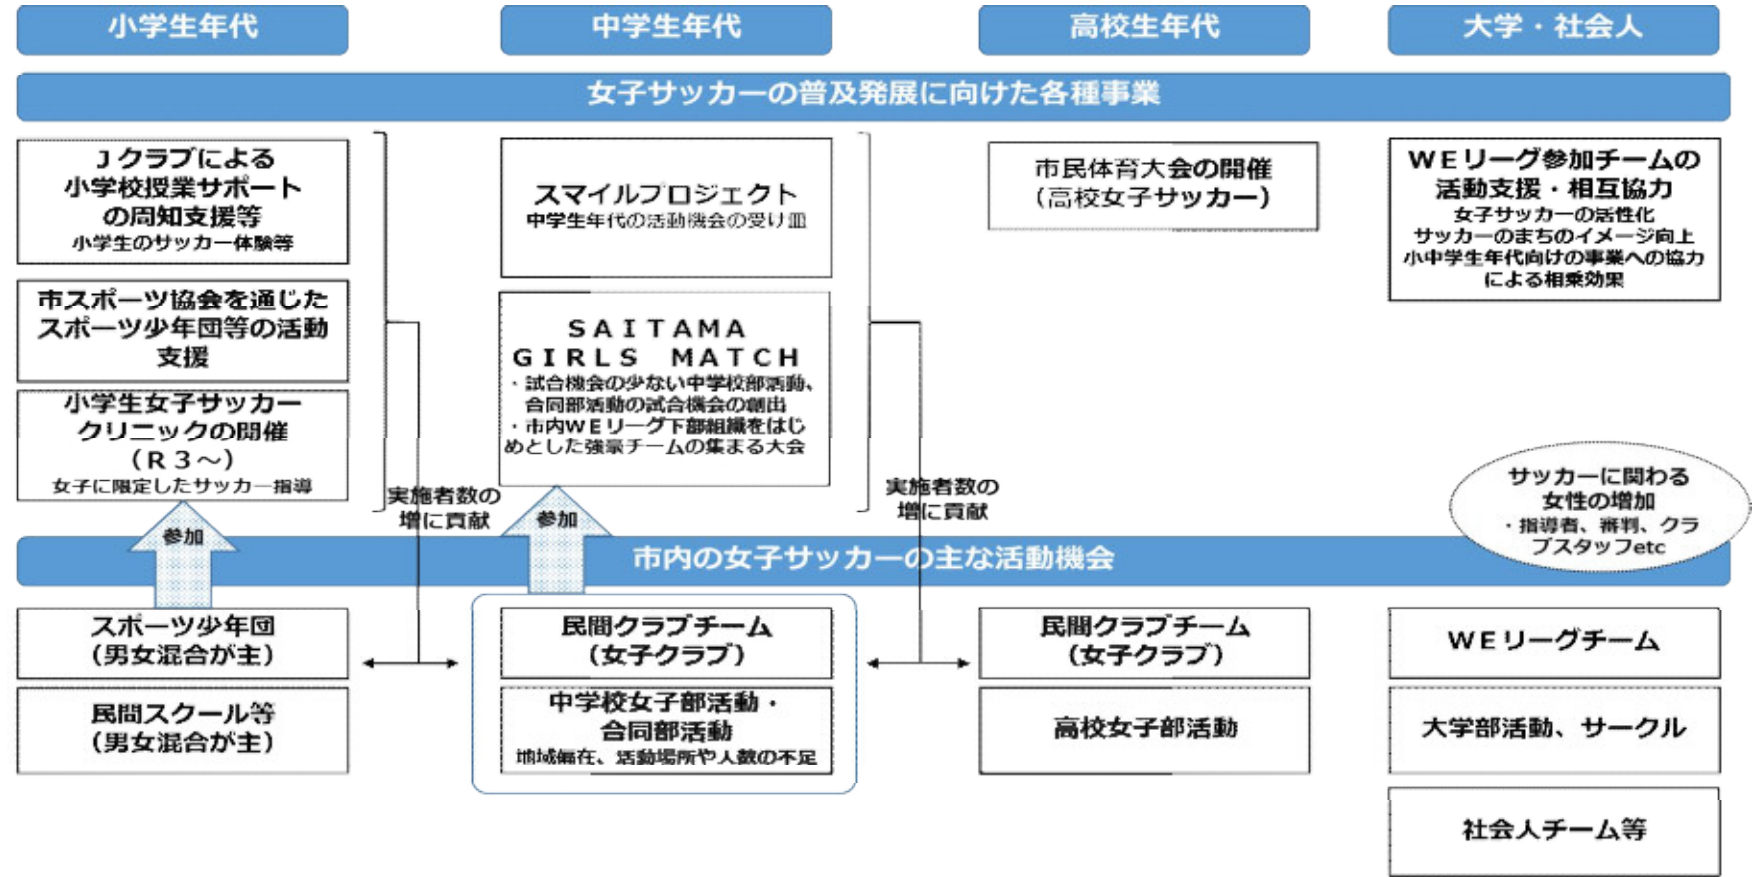 小学生年代
中学生年代
高校生年代
大学・社会人
女子サッカーの普及発展に向けた各種事業
Jクラブによる
小学校授業サポート
の周知支援等
小学生のサッカー体験等
市スポーツ協会を通じた
スポーツ少年団等の活動
支援
小学生女子サッカー
クリニックの開催
（R３～）
女子に限定したサッカー指導
スマイルプロジェクト
中学生年代の活動機会の受け皿
ＳＡＩＴＡＭＡ
ＧＩＲＬＳ　ＭＡＴＣＨ
・試合機会の少ない中学校部活動、
合同部活動の試合機会の創出
・市内WEリーグ下部組織をはじ
めとした強豪チームの集まる大会
市民体育大会の開催
（高校女子サッカー）
WEリーグ参加チームの
活動支援・相互協力
女子サッカーの活性化
サッカーのまちのイメージ向上
小中学生年代向けの事業への協力
による相乗効果
実施者数の
増に貢献
実施者数の
増に貢献
参加
参加
サッカーに関わる
女性の増加
・指導者、審判、クラ
ブスタッフetc
市内の女子サッカーの主な活動機会
スポーツ少年団
（男女混合が主）
民間スクール等
（男女混合が主）
民間クラブチーム
（女子クラブ）
中学校女子部活動・
合同部活動
地域偏在、活動場所や人数の不足
民間クラブチーム
（女子クラブ）
高校女子部活動
WEリーグチーム
大学部活動、サークル
社会人チーム等